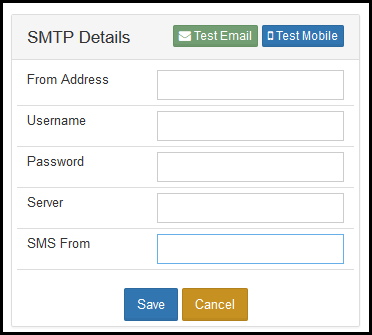 SMTP Details
Test Email
Test Mobile
From Address
Username
Password
Server
SMS From
Save
Cancel